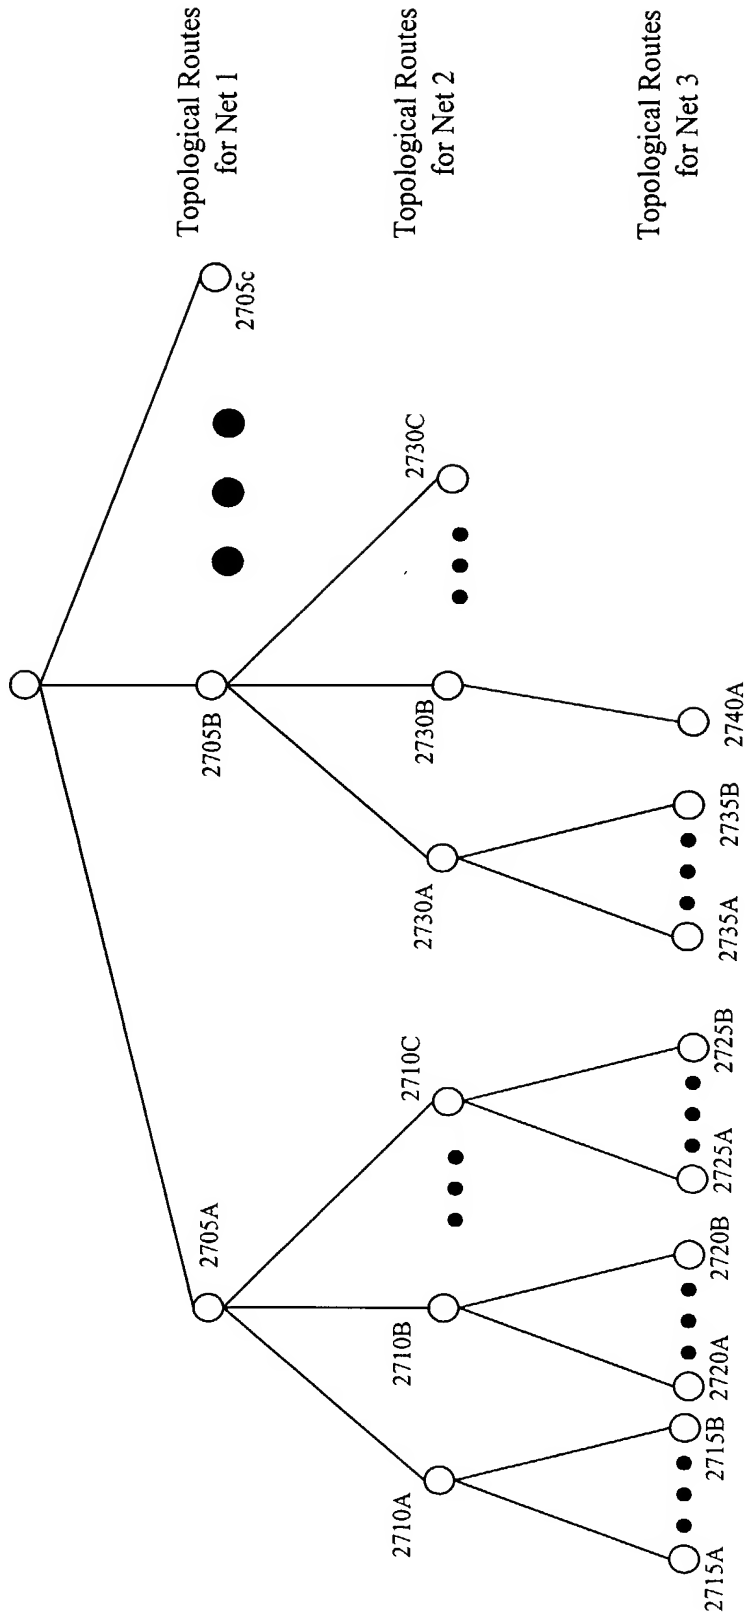 2705A
2705B
2705c
Topological Routes
for Net 1
2710A
2710B
2710C
2730A
2730B
2730C
Topological Routes
for Net 2
2715A
2715B
2720A
2720B
2725A
2725B
2735A
2735B
2740A
Topological Routes
for Net 3